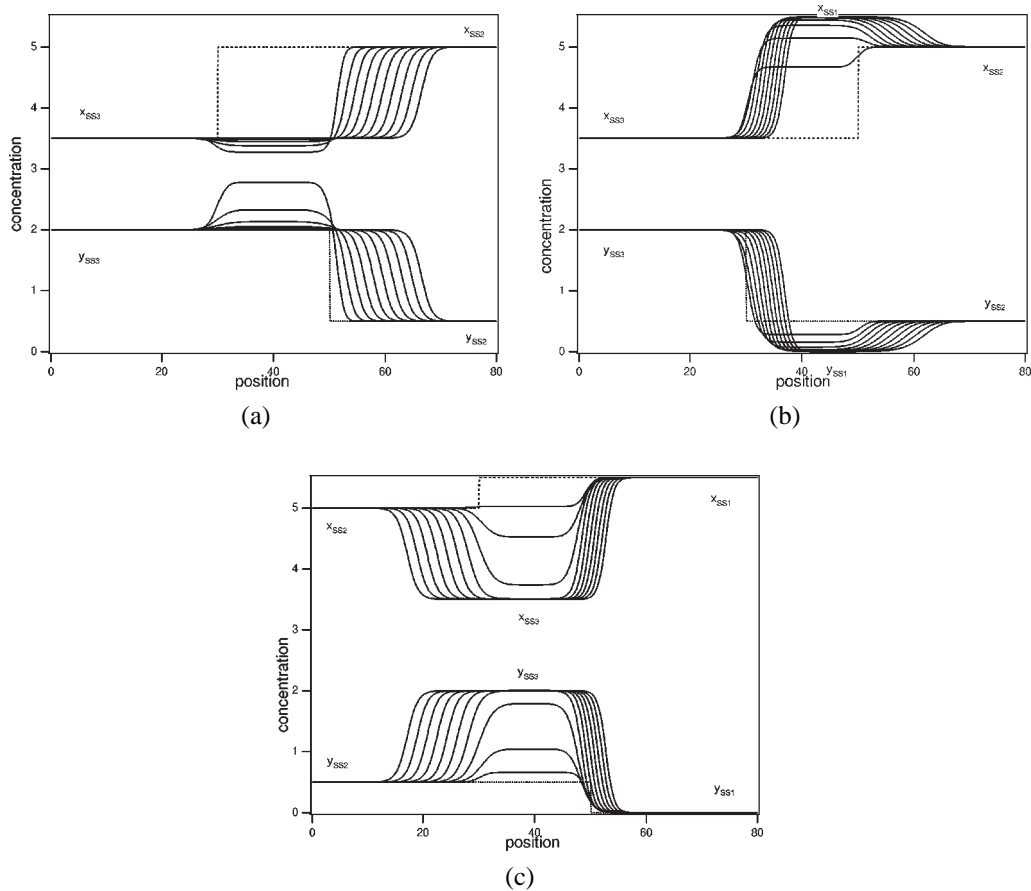 x_SS2
5
4
x_SS3
3
concentration
2
y_SS3
1
y_SS2
0
0 20 40 60 80
position
(a)
x_SS1
5
x_SS2
4
x_SS3
3
concentration
2
y_SS3
1
y_SS2
0
y_SS1
0 20 40 60 80
position
(b)
5
x_SS2
x_SS1
4
x_SS3
3
concentration
y_SS3
2
1
y_SS2
y_SS1
0
0 20 40 60 80
position
(c)